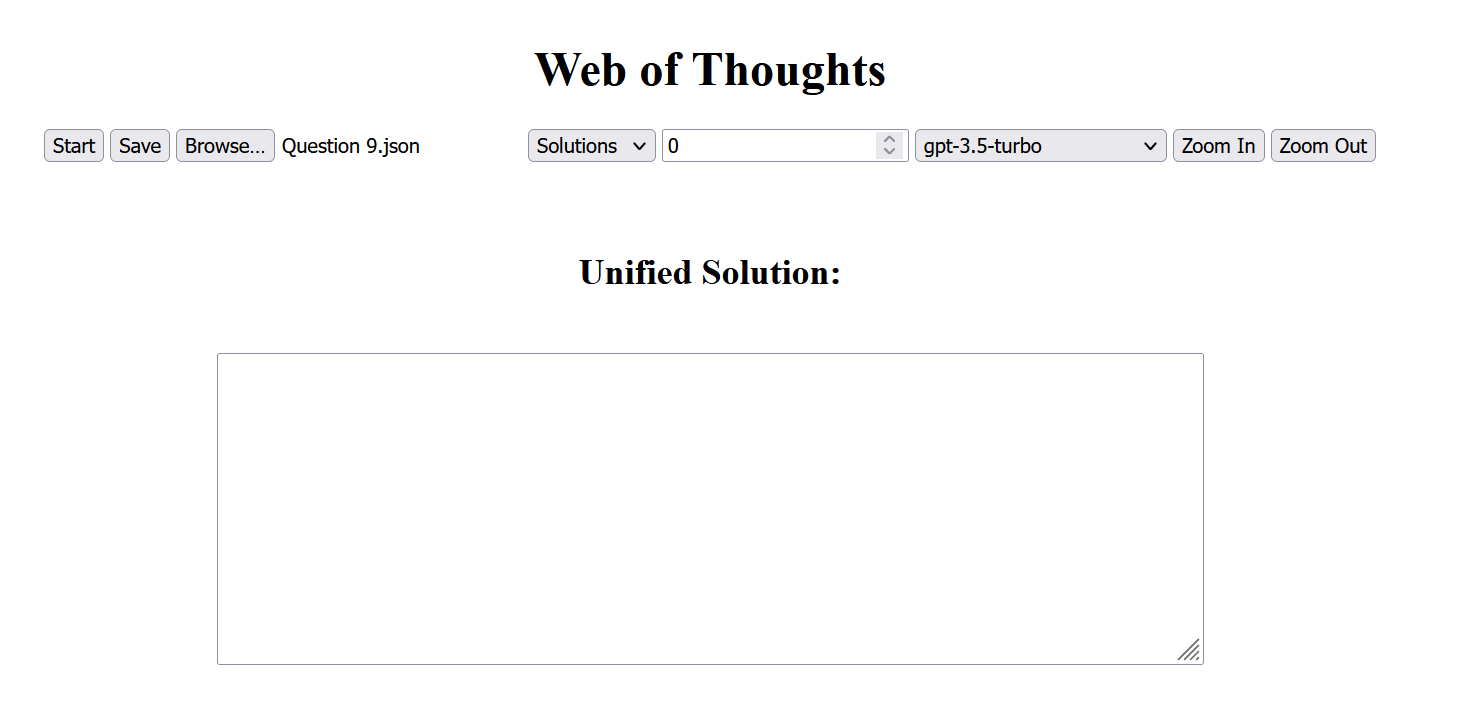 Web of Thoughts
Start Save Browse... Question 9.json Solutions 0 gpt-3.5-turbo Zoom In Zoom Out
Unified Solution: